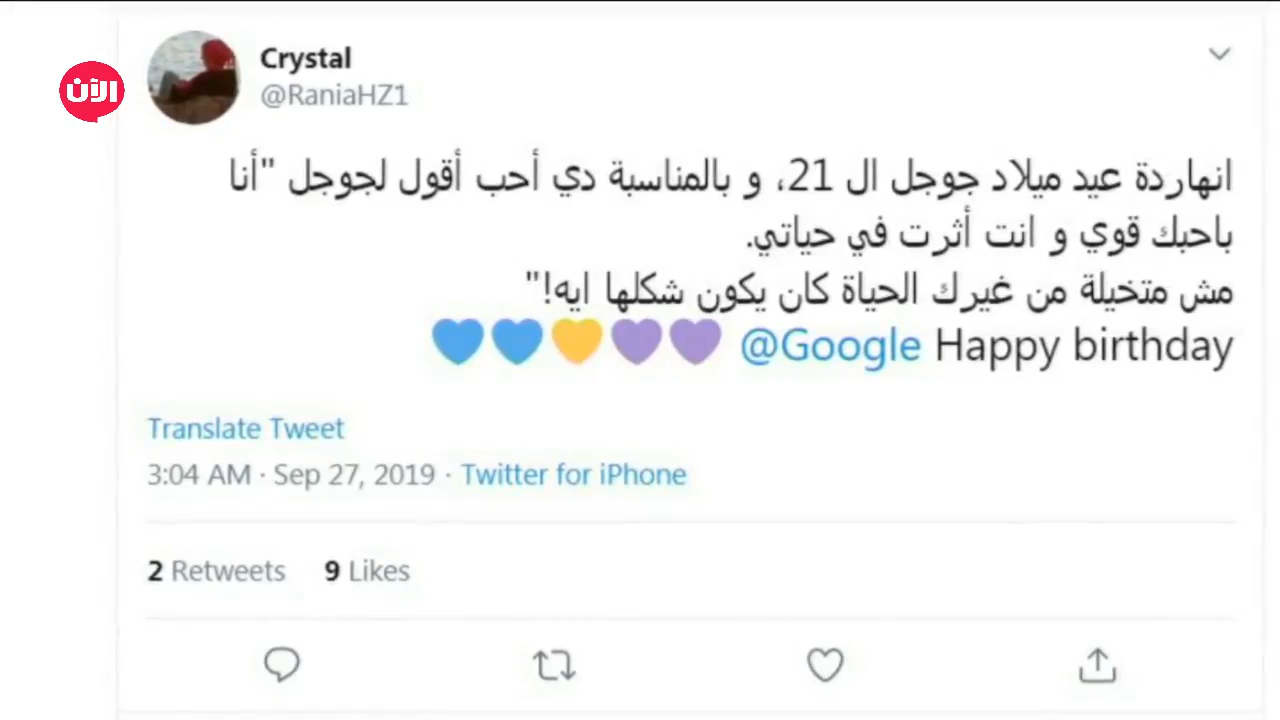 الآن
Crystal
@RaniaHZ1
انهاردة عيد ميلاد جوجل ال 21، و بالمناسبة دي أحب أقول لجوجل "أنا
باحبك قوي و انت أثرت في حياتي.
مش متخيلة من غيرك الحياة كان يكون شكلها ايه!"
Happy birthday @Google 💜💜💛💙💙
Translate Tweet
3:04 AM · Sep 27, 2019 · Twitter for iPhone
2 Retweets 9 Likes